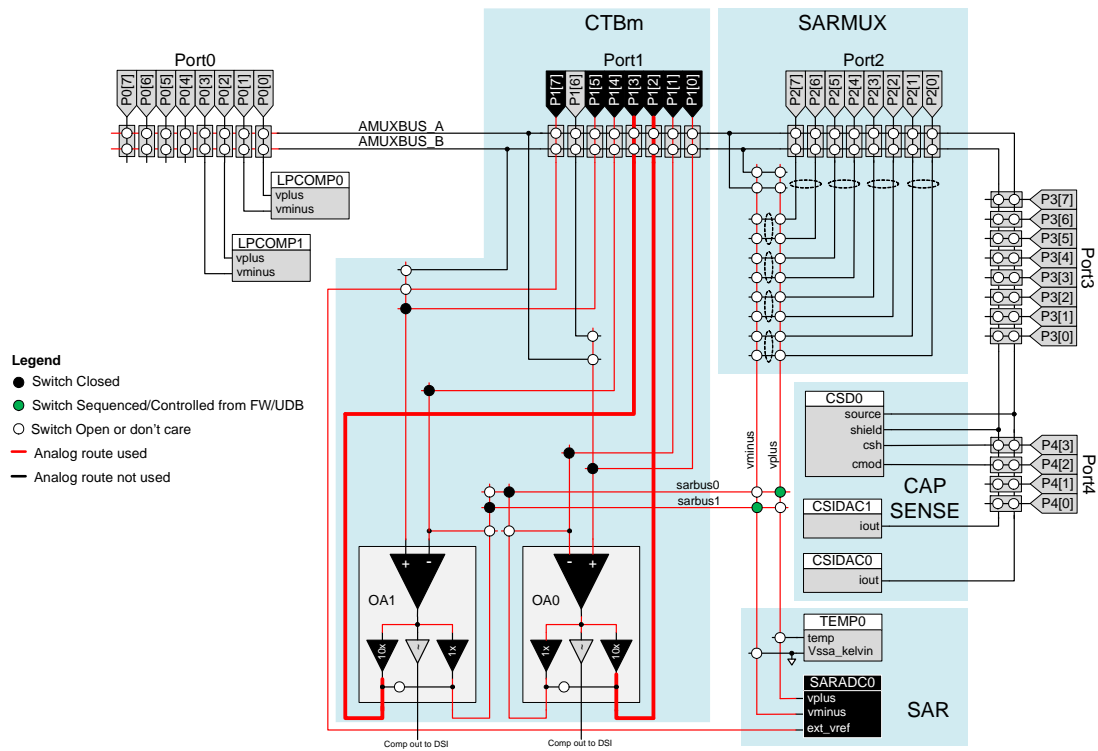 CTBm
SARMUX
Port0
Port1
Port2
P0[7]
P0[6]
P0[5]
P0[4]
P0[3]
P0[2]
P0[1]
P0[0]
P1[7]
P1[6]
P1[5]
P1[4]
P1[3]
P1[2]
P1[1]
P1[0]
P2[7]
P2[6]
P2[5]
P2[4]
P2[3]
P2[2]
P2[1]
P2[0]
AMUXBUS_A
AMUXBUS_B
LPCOMP0
vplus
vminus
LPCOMP1
vplus
vminus
P3[7]
P3[6]
P3[5]
P3[4]
P3[3]
P3[2]
P3[1]
P3[0]
Port3
Legend
Switch Closed
Switch Sequenced/Controlled from FW/UDB
Switch Open or don't care
Analog route used
Analog route not used
CSD0
source
shield
csh
cmod
P4[3]
P4[2]
P4[1]
P4[0]
Port4
vminus
vplus
sarbus0
sarbus1
CAP
SENSE
CSIDAC1
iout
CSIDAC0
iout
+
-
OA1
10x
~
1x
-
+
OA0
1x
~
10x
TEMP0
temp
Vssa_kelvin
SARADC0
vplus
vminus
ext_vref
SAR
Comp out to DSI
Comp out to DSI